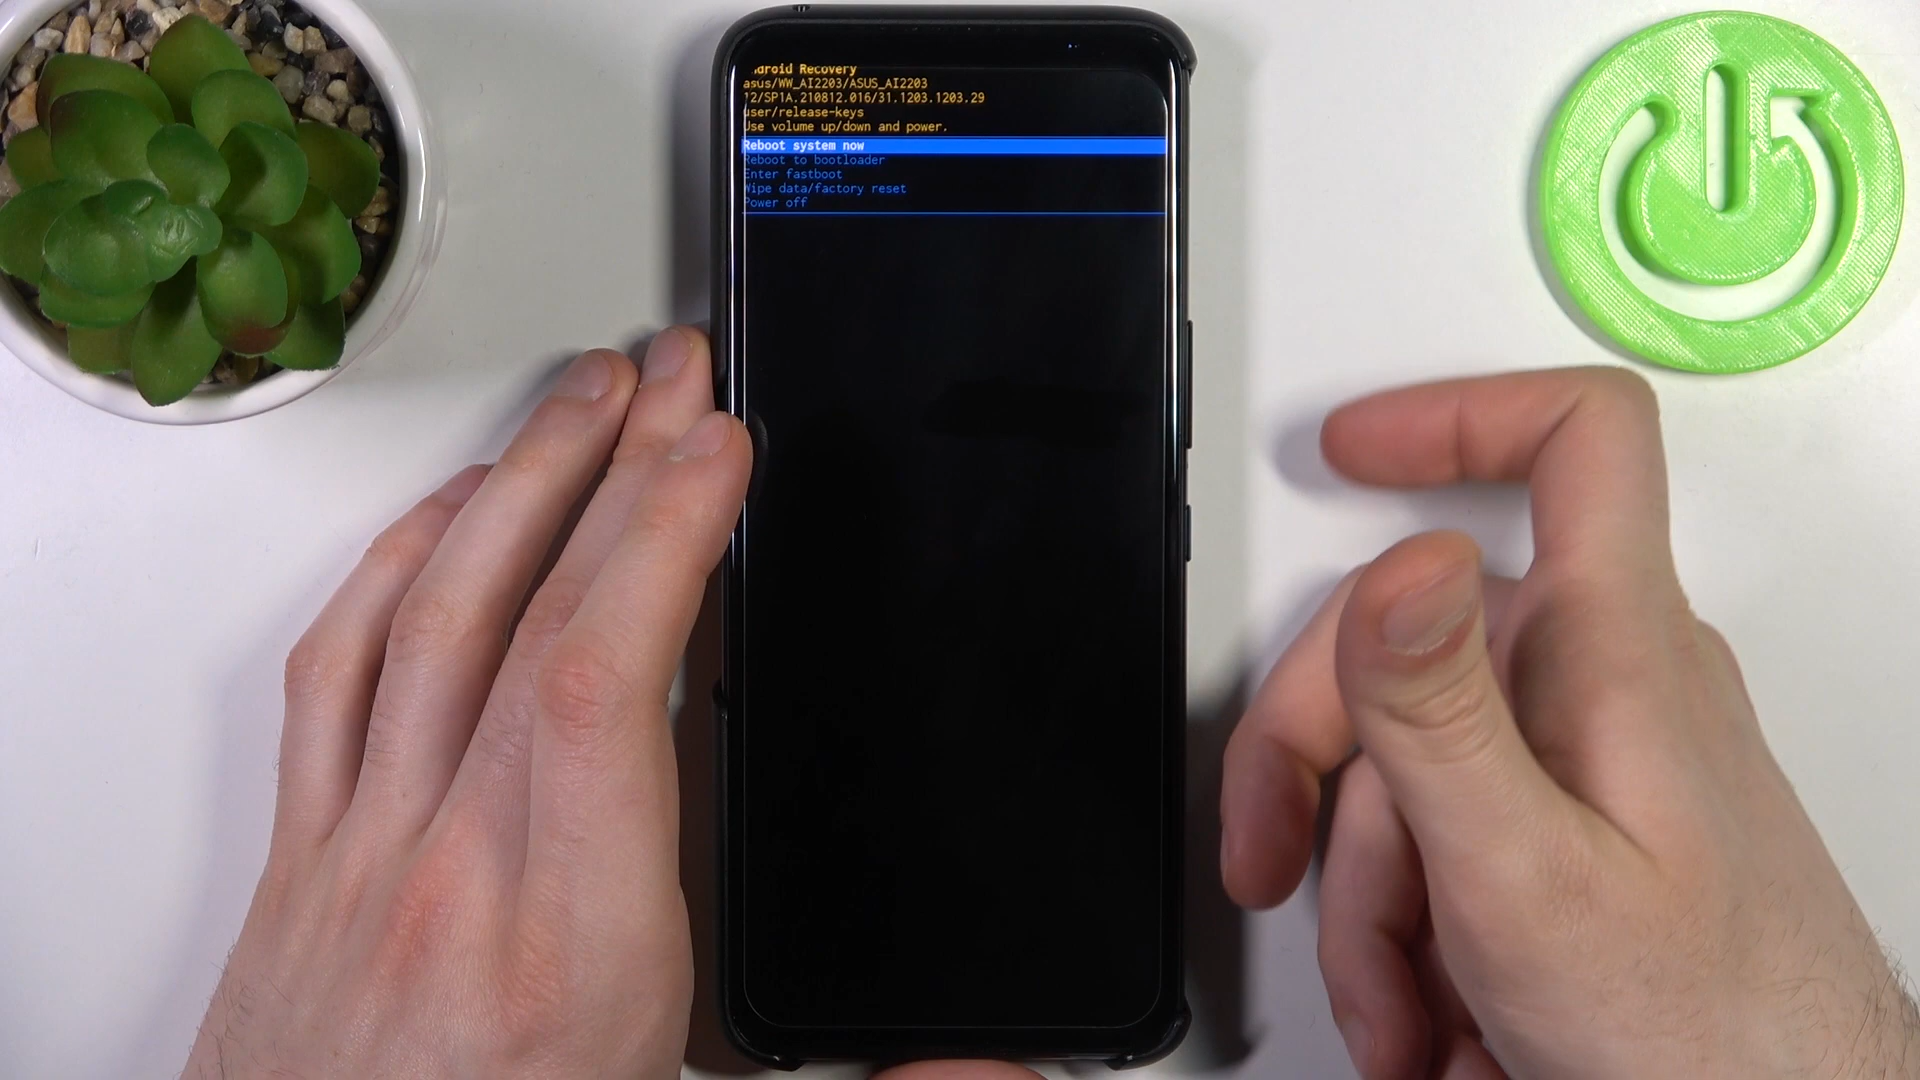 ndroid Recovery
asus/WW_AI2203/ASUS_AI2203
12/SP1A.210812.016/31.1203.1203.29
user/release-keys
Use volume up/down and power.
Reboot system now
Reboot to bootloader
Enter fastboot
Wipe data/factory reset
Power off